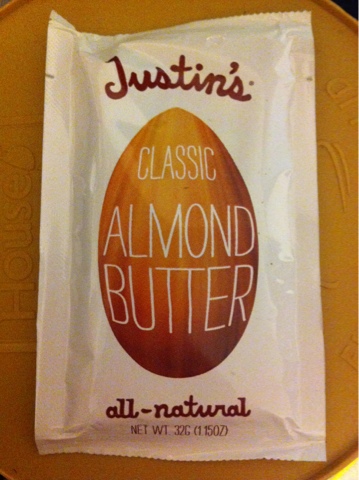 Justin's
CLASSIC
ALMOND
BUTTER
all-natural
NET WT. 32G (1.15OZ)